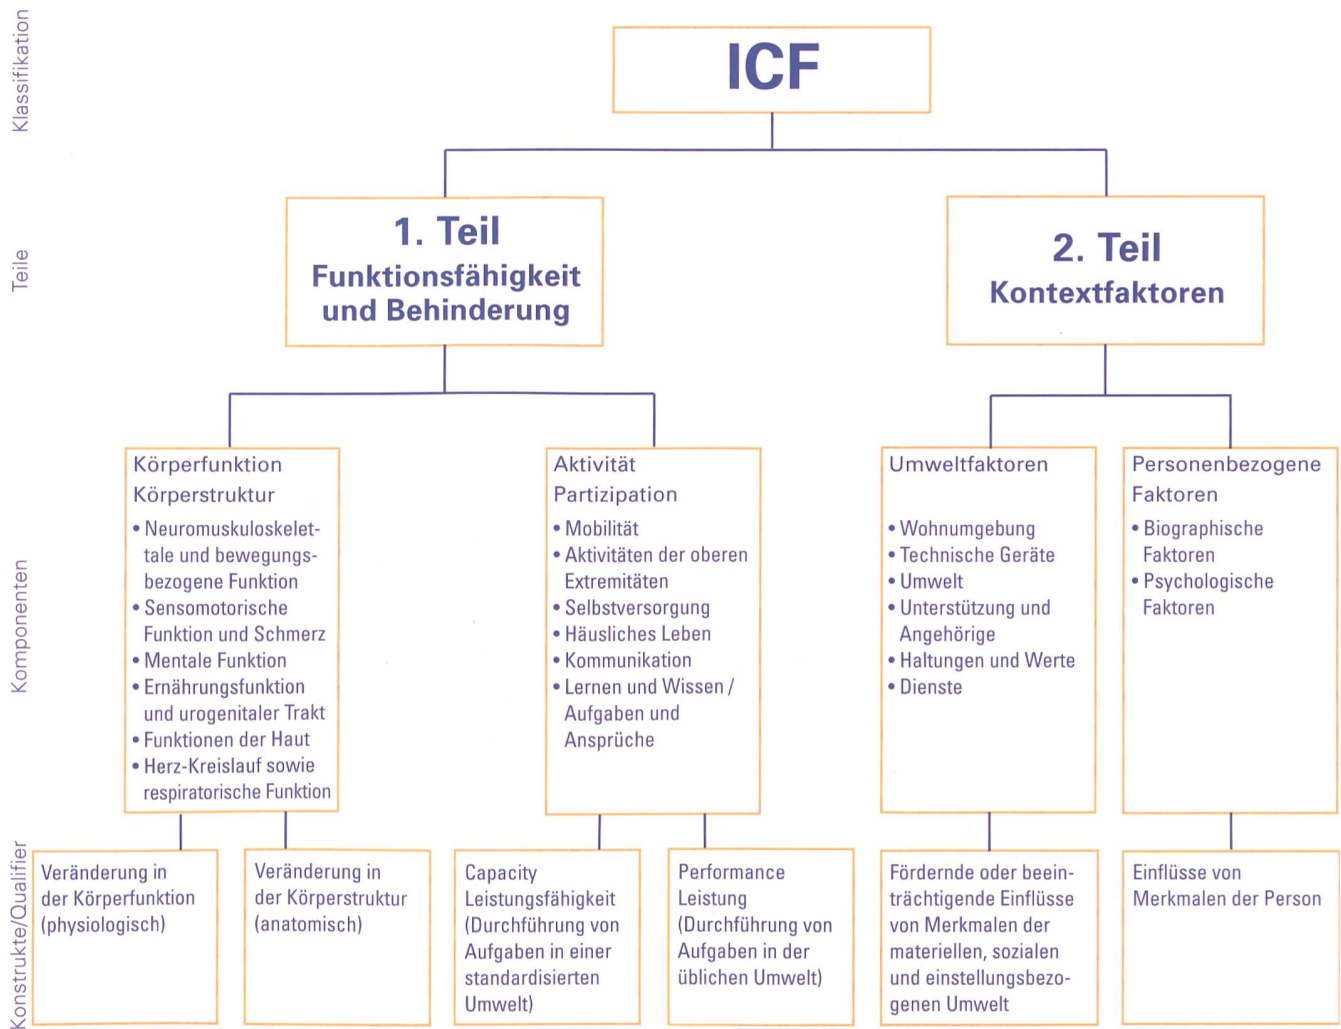 Klassifikation
ICF
Teile
1. Teil
Funktionsfähigkeit
und Behinderung
2. Teil
Kontextfaktoren
Komponenten
Körperfunktion
Körperstruktur
• Neuromuskuloskelet-
tale und bewegungs-
bezogene Funktion
• Sensomotorische
Funktion und Schmerz
• Mentale Funktion
• Ernährungsfunktion
und urogenitaler Trakt
• Funktionen der Haut
• Herz-Kreislauf sowie
respiratorische Funktion
Aktivität
Partizipation
• Mobilität
• Aktivitäten der oberen
Extremitäten
• Selbstversorgung
• Häusliches Leben
• Kommunikation
• Lernen und Wissen /
Aufgaben und
Ansprüche
Umweltfaktoren
• Wohnumgebung
• Technische Geräte
• Umwelt
• Unterstützung und
Angehörige
• Haltungen und Werte
• Dienste
Personenbezogene
Faktoren
• Biographische
Faktoren
• Psychologische
Faktoren
Konstrukte/Qualifier
Veränderung in
der Körperfunktion
(physiologisch)
Veränderung in
der Körperstruktur
(anatomisch)
Capacity
Leistungsfähigkeit
(Durchführung von
Aufgaben in einer
standardisierten
Umwelt)
Performance
Leistung
(Durchführung von
Aufgaben in der
üblichen Umwelt)
Fördernde oder beein-
trächtigende Einflüsse
von Merkmalen der
materiellen, sozialen
und einstellungsbezo-
genen Umwelt
Einflüsse von
Merkmalen der Person